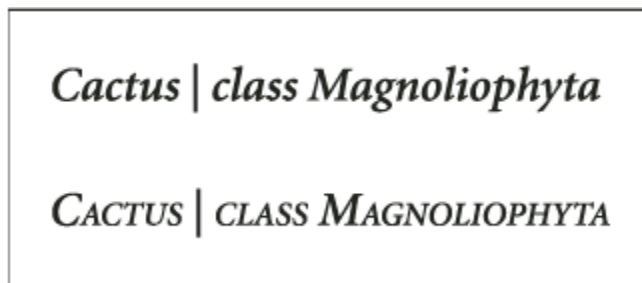 Cactus | class Magnoliophyta
CACTUS | CLASS MAGNOLIOPHYTA